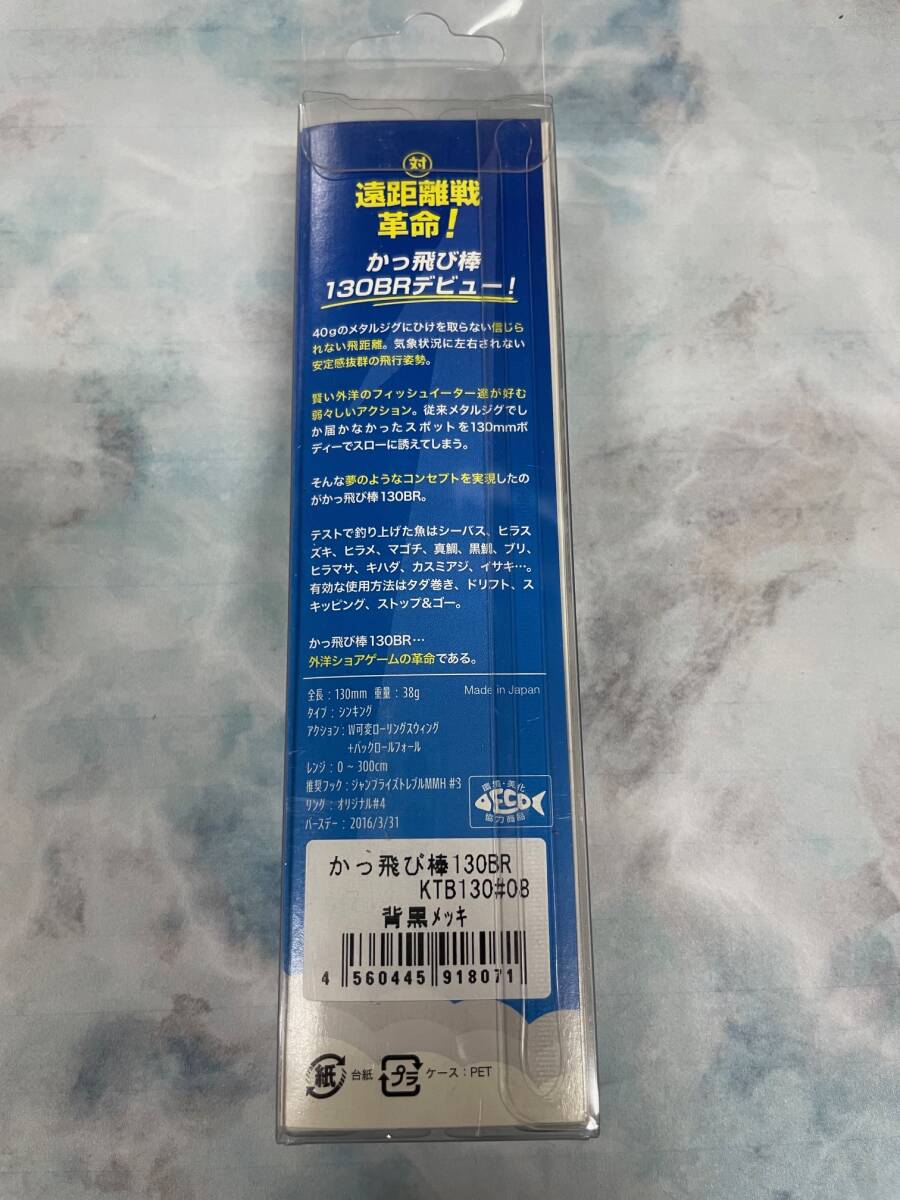 対
遠距離戦
革命!
かっ飛び棒
130BRデビュー!
40gのメタルジグにひけを取らない信じら
れない飛距離。気象状況に左右されない
安定感抜群の飛行姿勢。
賢い外洋のフィッシュイーター達が好む
弱々しいアクション。従来メタルジグでし
か届かなかったスポットを130mmボ
ディーでスローに誘えてしまう。
そんな夢のようなコンセプトを実現したの
がかっ飛び棒130BR。
テストで釣り上げた魚はシーバス、ヒラス
ズキ、ヒラメ、マゴチ、真鯛、黒鯛、ブリ、
ヒラマサ、キハダ、カスミアジ、イサキ…。
有効な使用方法はタダ巻き、ドリフト、ス
キッピング、ストップ&ゴー。
かっ飛び棒130BR…
外洋ショアゲームの革命である。
全長:130mm 重量:38g
Made in Japan
タイプ:シンキング
アクション:W可変ローリングスウィング
+バックロールフォール
レンジ:0~300cm
推奨フック:ジャンプライズトレブルMMH #3
リング:オリジナル#4
バースデー:2016/3/31
環境・美化
ECO
協力商品
かっ飛び棒130BR
KTB130#08
背黒メッキ
4 560445 918071
紙 台紙 プラ ケース:PET